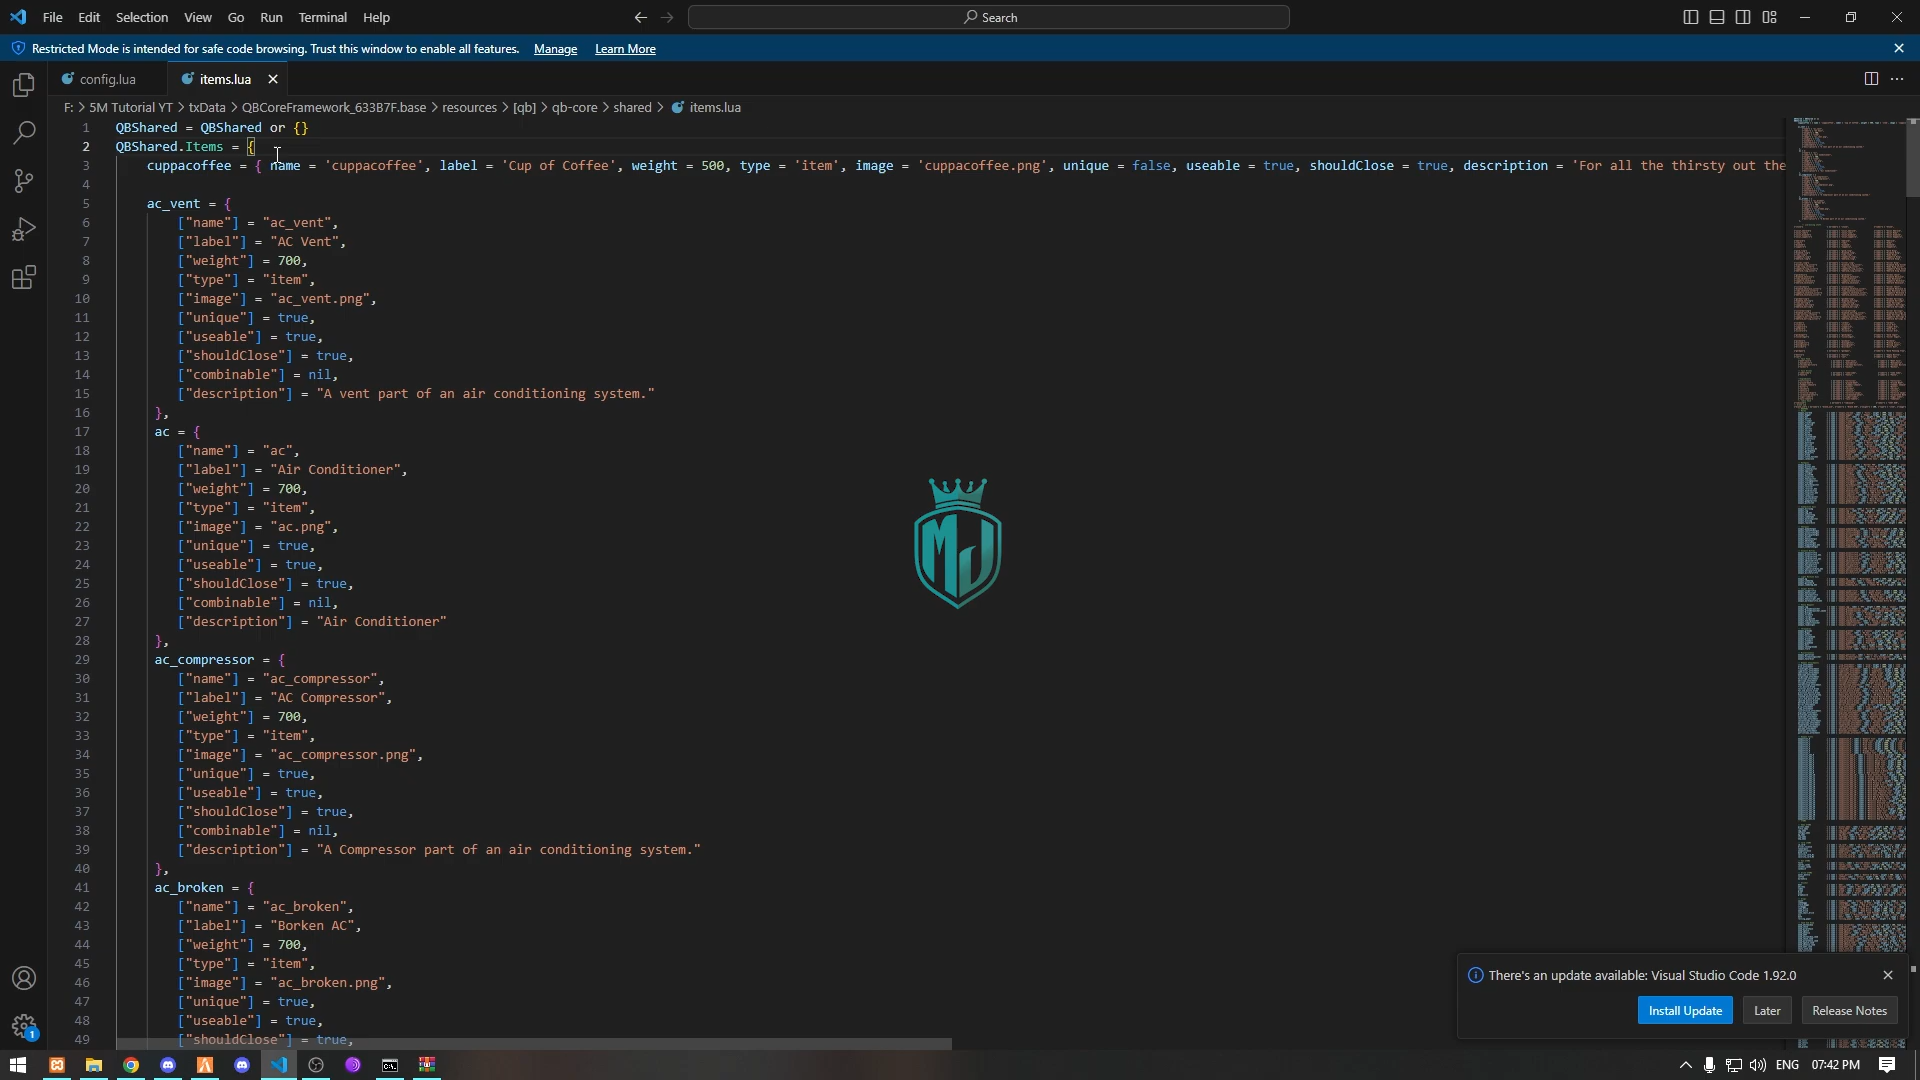 File Edit Selection View Go Run Terminal Help
Search
Restricted Mode is intended for safe code browsing. Trust this window to enable all features. Manage Learn More
config.lua items.lua
F: > 5M Tutorial YT > txData > QBCoreFramework_633B7F.base > resources > [qb] > qb-core > shared > items.lua
1 QBShared = QBShared or {}
2 QBShared.Items = {
3 cuppacoffee = { name = 'cuppacoffee', label = 'Cup of Coffee', weight = 500, type = 'item', image = 'cuppacoffee.png', unique = false, useable = true, shouldClose = true, description = 'For all the thirsty out the
4
5 ac_vent = {
6 ["name"] = "ac_vent",
7 ["label"] = "AC Vent",
8 ["weight"] = 700,
9 ["type"] = "item",
10 ["image"] = "ac_vent.png",
11 ["unique"] = true,
12 ["useable"] = true,
13 ["shouldClose"] = true,
14 ["combinable"] = nil,
15 ["description"] = "A vent part of an air conditioning system."
16 },
17 ac = {
18 ["name"] = "ac",
19 ["label"] = "Air Conditioner",
20 ["weight"] = 700,
21 ["type"] = "item",
22 ["image"] = "ac.png",
23 ["unique"] = true,
24 ["useable"] = true,
25 ["shouldClose"] = true,
26 ["combinable"] = nil,
27 ["description"] = "Air Conditioner"
28 },
29 ac_compressor = {
30 ["name"] = "ac_compressor",
31 ["label"] = "AC Compressor",
32 ["weight"] = 700,
33 ["type"] = "item",
34 ["image"] = "ac_compressor.png",
35 ["unique"] = true,
36 ["useable"] = true,
37 ["shouldClose"] = true,
38 ["combinable"] = nil,
39 ["description"] = "A Compressor part of an air conditioning system."
40 },
41 ac_broken = {
42 ["name"] = "ac_broken",
43 ["label"] = "Borken AC",
44 ["weight"] = 700,
45 ["type"] = "item",
46 ["image"] = "ac_broken.png",
47 ["unique"] = true,
48 ["useable"] = true,
49 ["shouldClose"] = true,
MJ
There's an update available: Visual Studio Code 1.92.0
Install Update Later Release Notes
1
ENG 07:42 PM